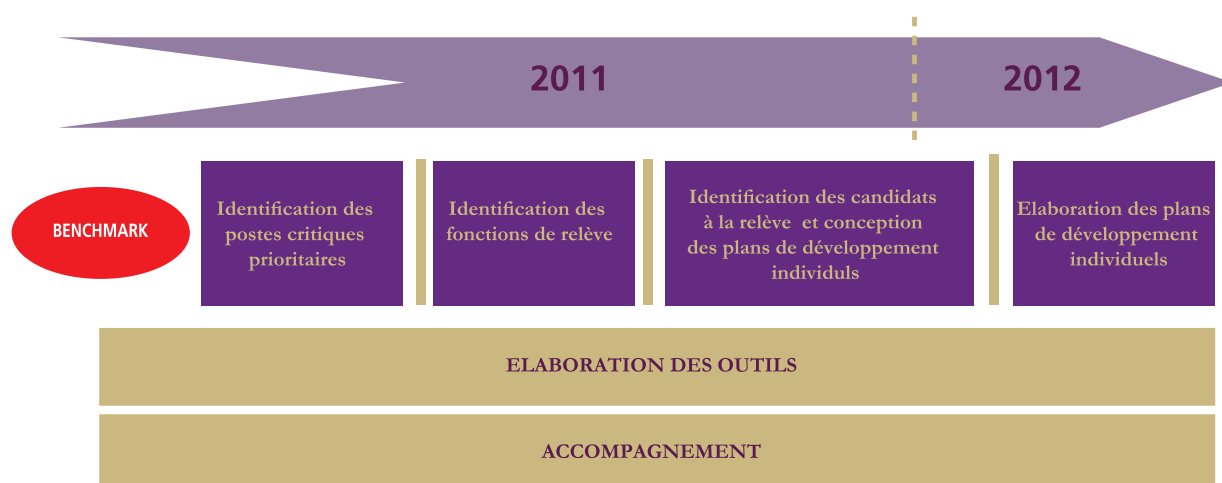 2011
2012
BENCHMARK
Identification des
postes critiques
prioritaires
Identification des
fonctions de relève
Identification des candidats
à la relève et conception
des plans de développement
individuls
Elaboration des plans
de développement
individuels
ELABORATION DES OUTILS
ACCOMPAGNEMENT